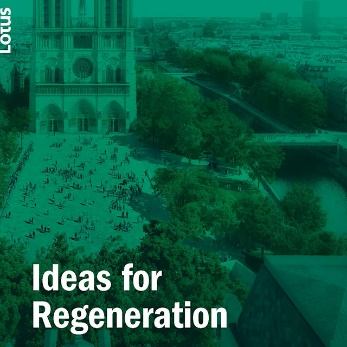 Lotus
Ideas for
Regeneration